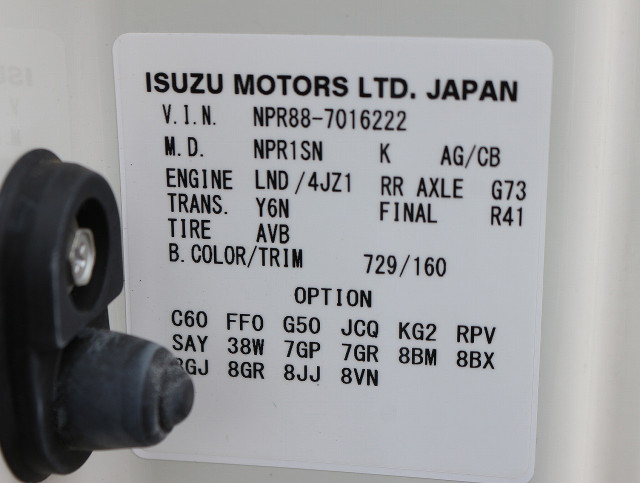 ISUZU MOTORS LTD. JAPAN
V.I.N. NPR88-7016222
M.D. NPR1SN K AG/CB
ENGINE LND/4JZ1 RR AXLE G73
TRANS. Y6N FINAL R41
TIRE AVB
B.COLOR/TRIM 729/160
OPTION
C60 FF0 G50 JCQ KG2 RPV
SAY 38W 7GP 7GR 8BM 8BX
8GR 8JJ 8VN